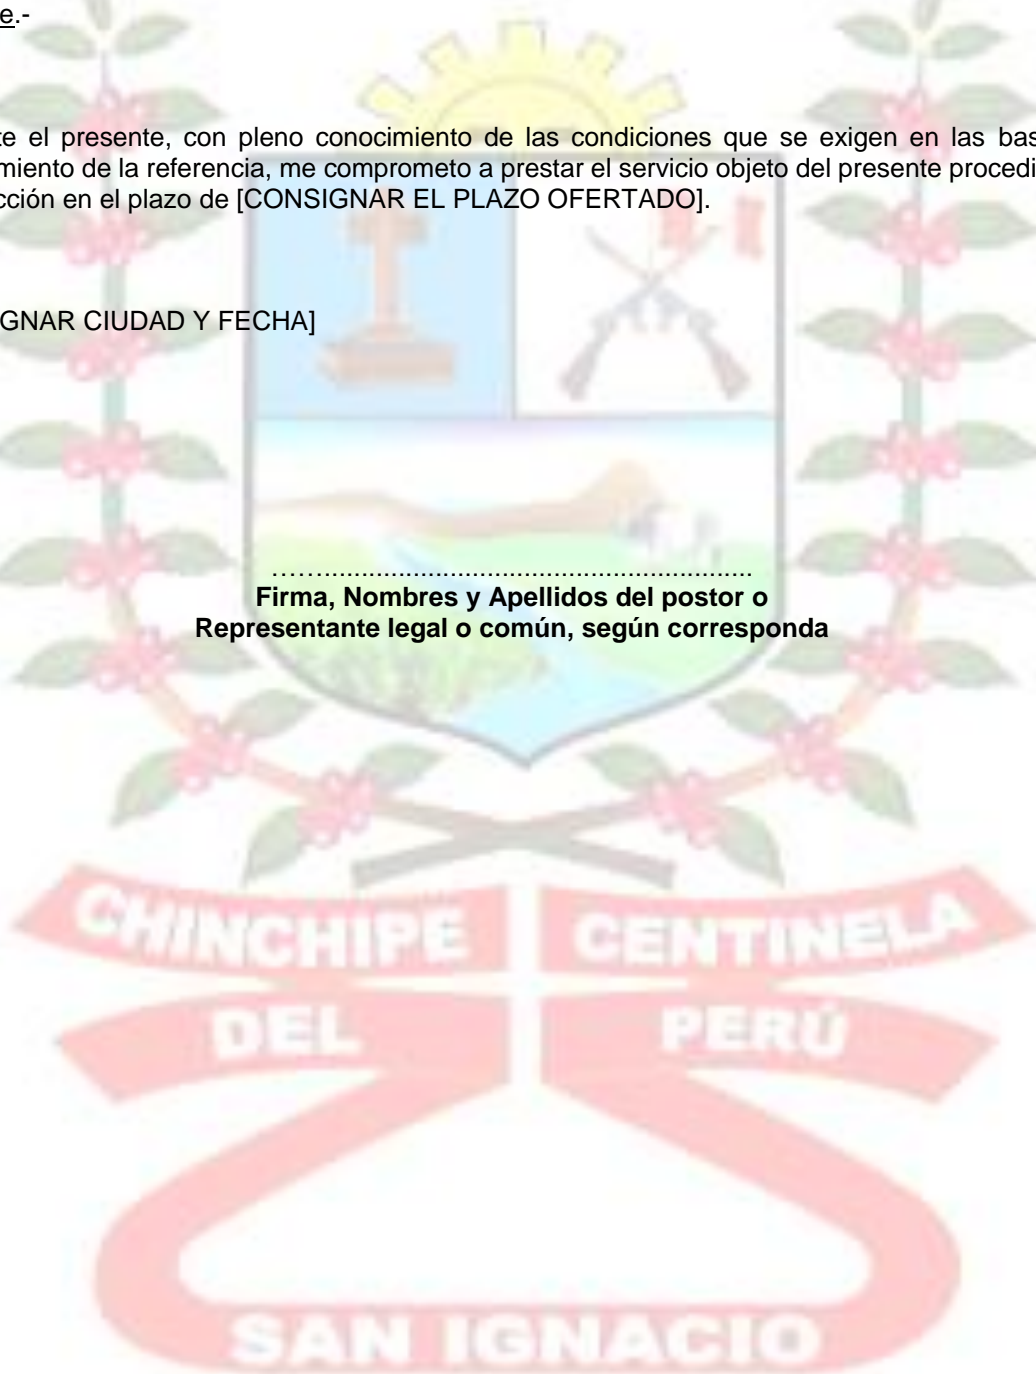 e.-
te el presente, con pleno conocimiento de las condiciones que se exigen en las bas
miento de la referencia, me comprometo a prestar el servicio objeto del presente procedi
cción en el plazo de [CONSIGNAR EL PLAZO OFERTADO].
GNAR CIUDAD Y FECHA]
……........................................................
Firma, Nombres y Apellidos del postor o
Representante legal o común, según corresponda
CHINCHIPE CENTINELA
DEL PERÚ
SAN IGNACIO